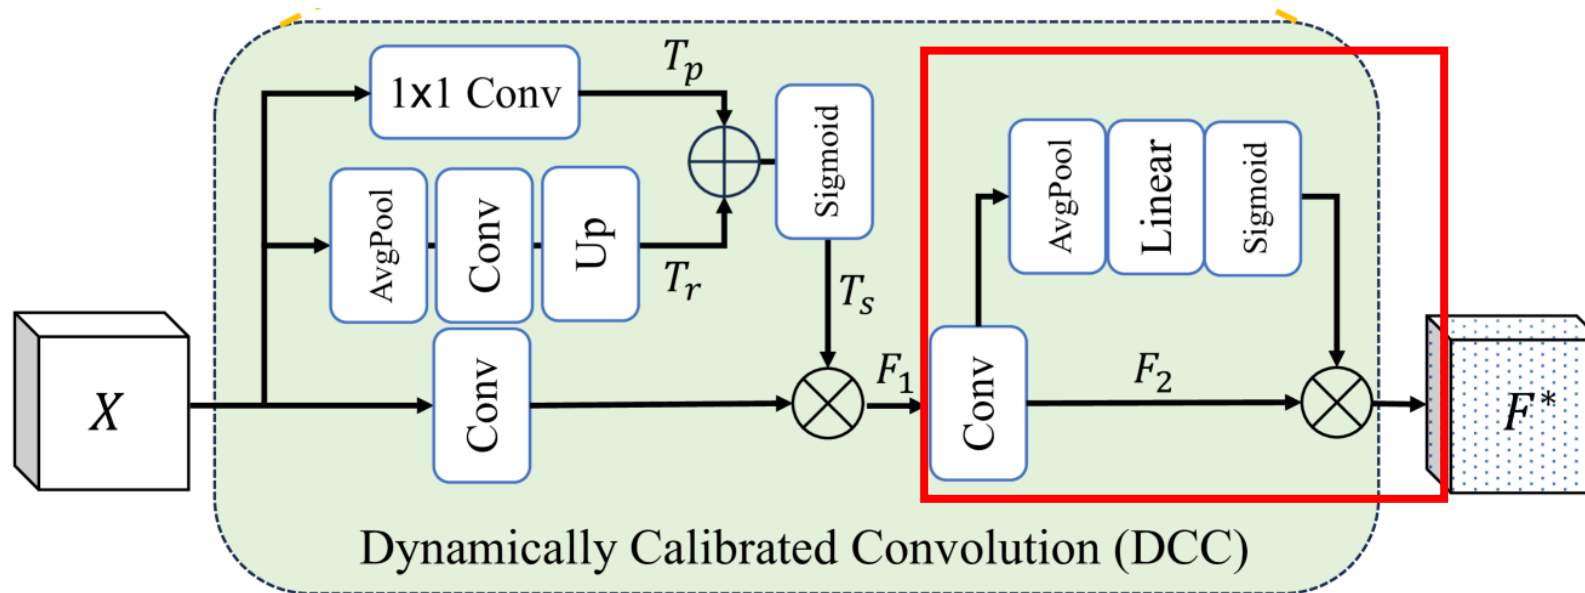 X
1x1 Conv
T_p
AvgPool
Conv
Up
T_r
Sigmoid
T_s
Conv
F_1
Conv
AvgPool
Linear
Sigmoid
F_2
F*
Dynamically Calibrated Convolution (DCC)